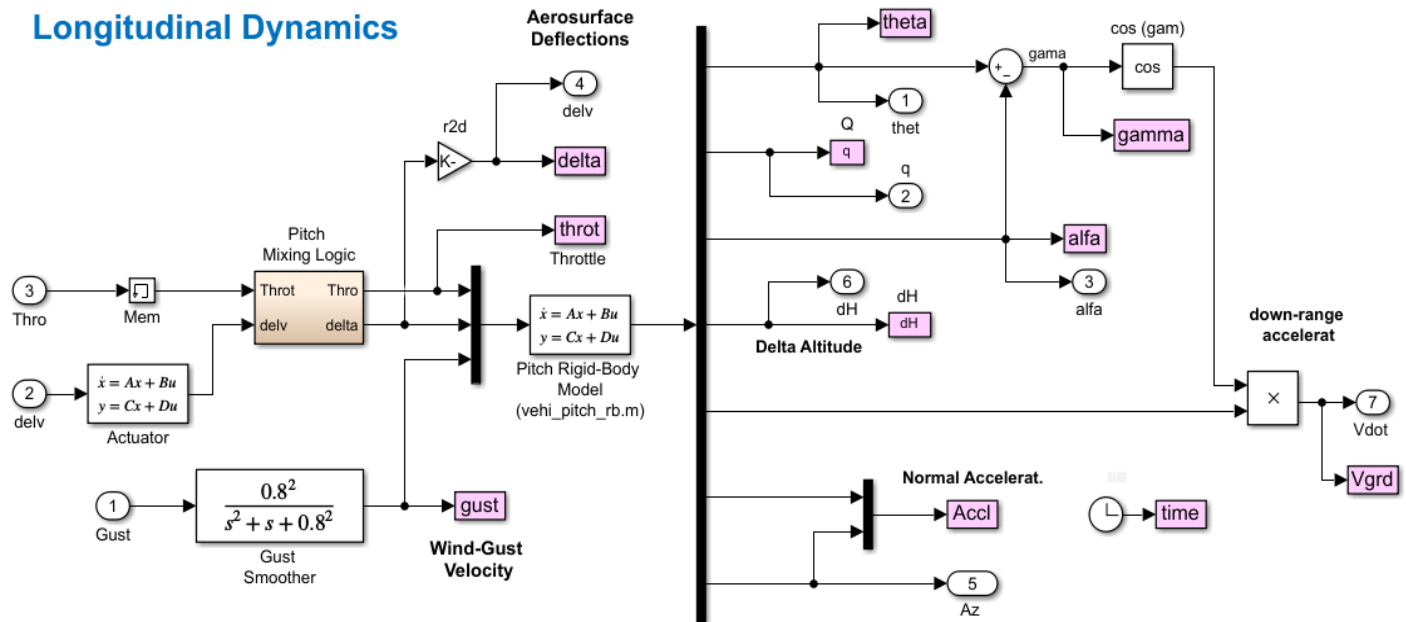 Longitudinal Dynamics
Aerosurface
Deflections
4
delv
r2d
K-
delta
throt
Throttle
Pitch
Mixing Logic
Throt
Thro
delv
delta
3
Thro
Mem
2
delv
ẋ = Ax + Bu
y = Cx + Du
Actuator
1
Gust
0.8²
s² + s + 0.8²
Gust
Smoother
gust
Wind-Gust
Velocity
ẋ = Ax + Bu
y = Cx + Du
Pitch Rigid-Body
Model
(vehi_pitch_rb.m)
theta
1
thet
Q
q
q
2
+
_
gama
cos (gam)
cos
gamma
alfa
3
alfa
6
dH
dH
dH
Delta Altitude
down-range
accelerat
×
7
Vdot
Vgrd
Normal Accelerat.
Accl
time
5
Az